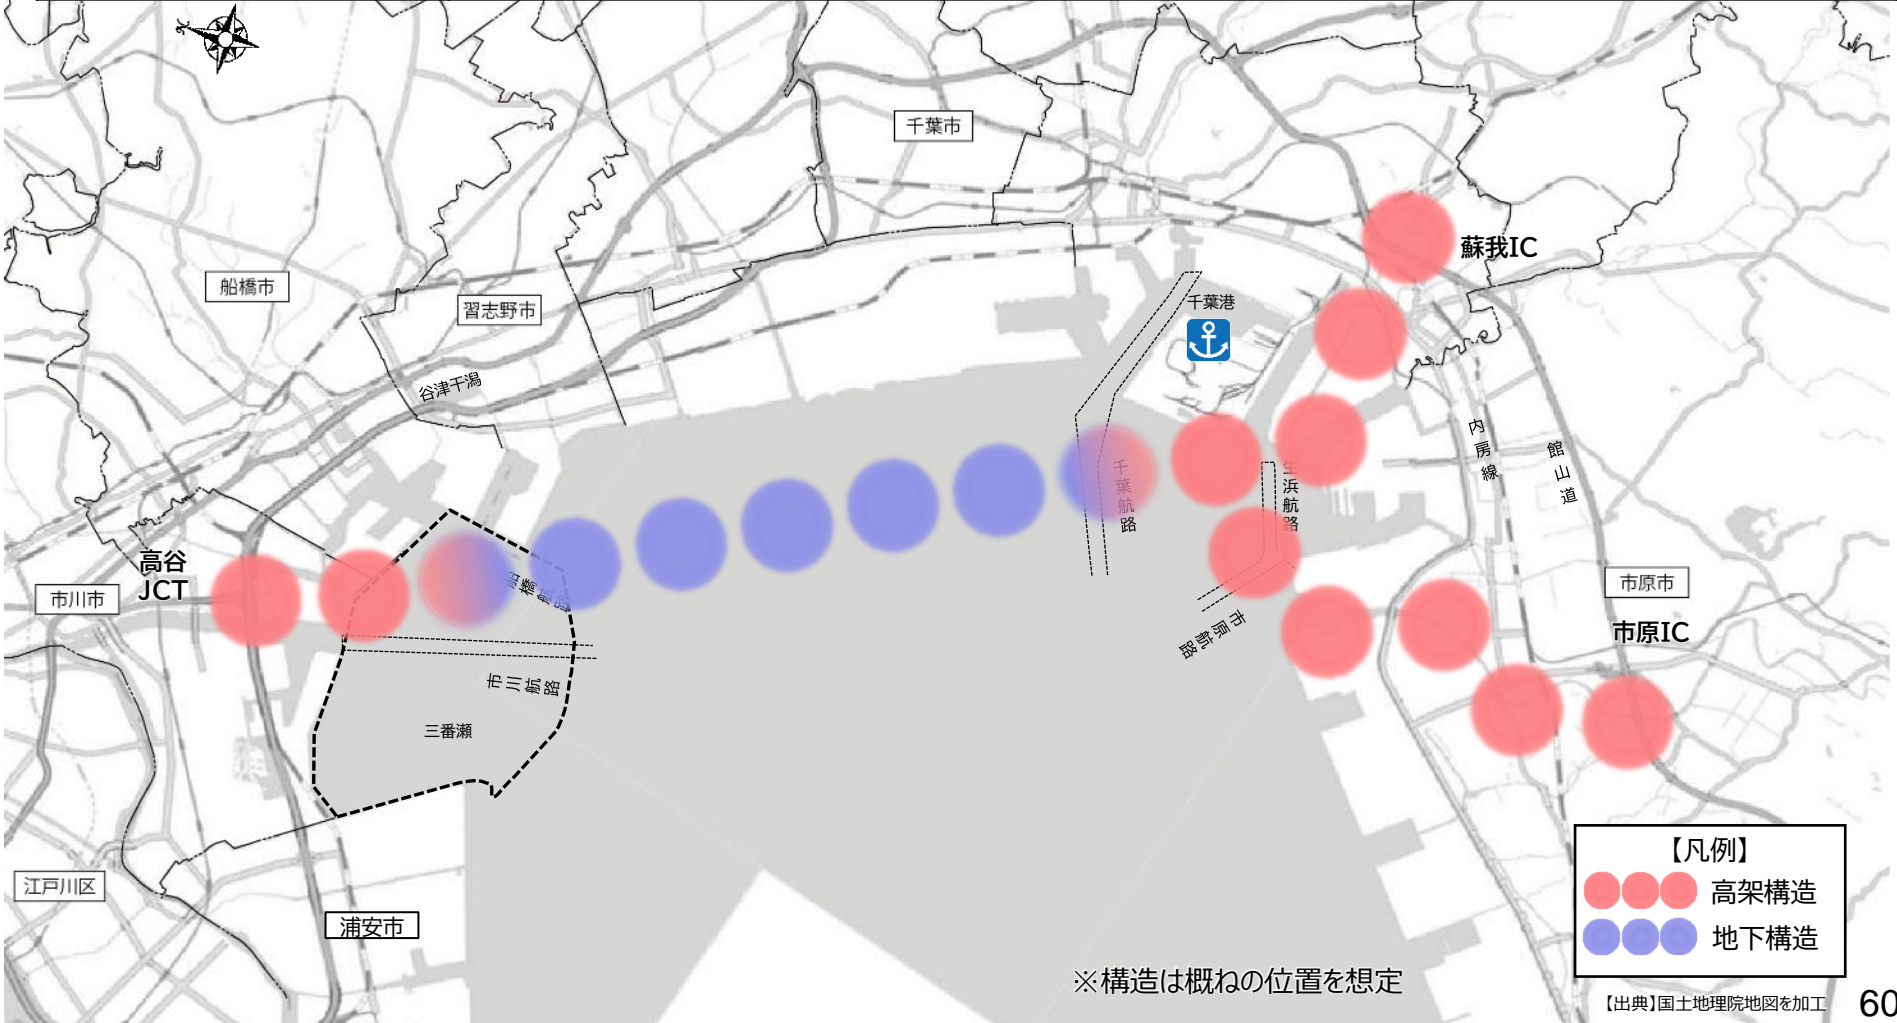 千葉市
蘇我IC
船橋市
習志野市
千葉港
谷津干潟
内房線
館山道
千葉航路
生浜航路
高谷
JCT
市川市
船橋航路
市原市
市原IC
市原航路
市川航路
三番瀬
江戸川区
浦安市
【凡例】
高架構造
地下構造
※構造は概ねの位置を想定
【出典】国土地理院地図を加工
60